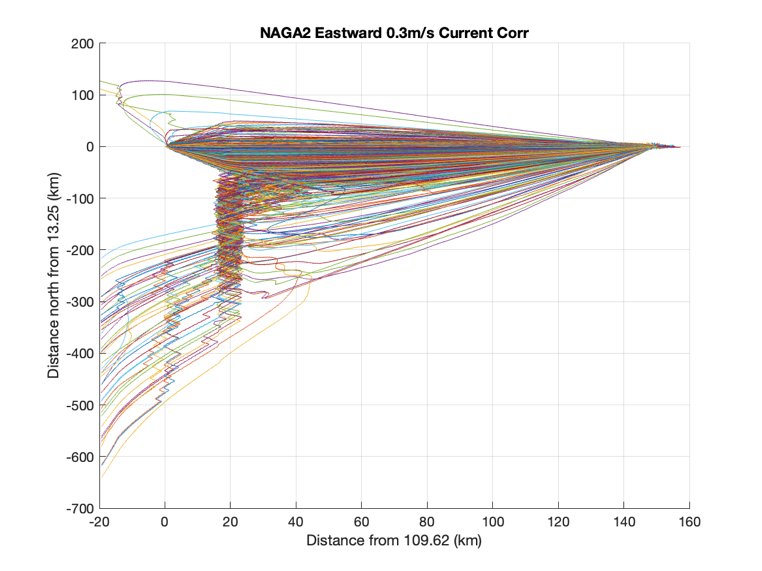 NAGA2 Eastward 0.3m/s Current Corr
200
100
0
-100
-200
-300
-400
-500
-600
-700
Distance north from 13.25 (km)
-20 0 20 40 60 80 100 120 140 160
Distance from 109.62 (km)